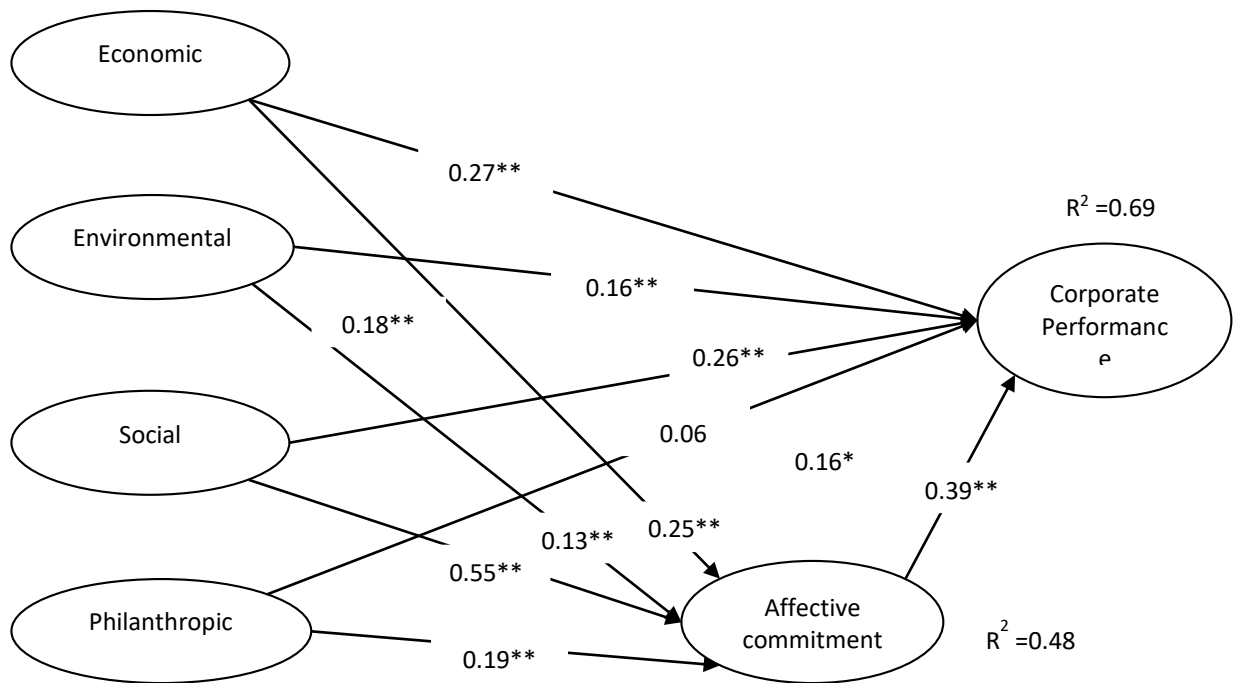 Economic
0.27**
R² =0.69
Environmental
0.16**
Corporate
Performanc
e
0.18**
0.26**
Social
0.06
0.16*
0.39**
0.25**
0.13**
0.55**
Philanthropic
Affective
commitment
R² =0.48
0.19**